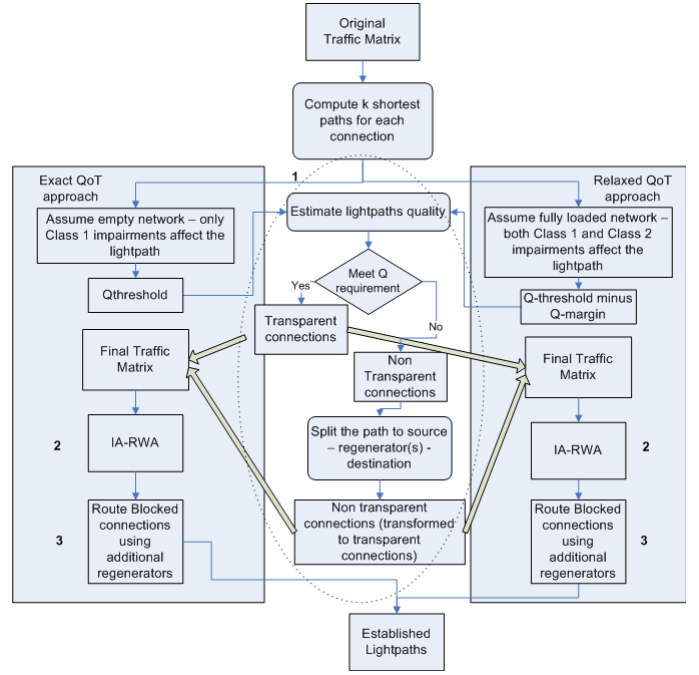 Original
Traffic Matrix
Compute k shortest
paths for each
connection
1
Exact QoT
approach
Relaxed QoT
approach
Assume empty network – only
Class 1 impairments affect the
lightpath
Estimate lightpaths quality
Assume fully loaded network –
both Class 1 and Class 2
impairments affect the
lightpath
Qthreshold
Meet Q
requirement
Yes
No
Q-threshold minus
Q-margin
Transparent
connections
Final Traffic
Matrix
Non
Transparent
connections
Final Traffic
Matrix
Split the path to source
– regenerator(s) -
destination
2
IA-RWA
IA-RWA
2
Non transparent
connections (transformed
to transparent
connections)
3
Route Blocked
connections
using
additional
regenerators
Route Blocked
connections
using
additional
regenerators
3
Established
Lightpaths